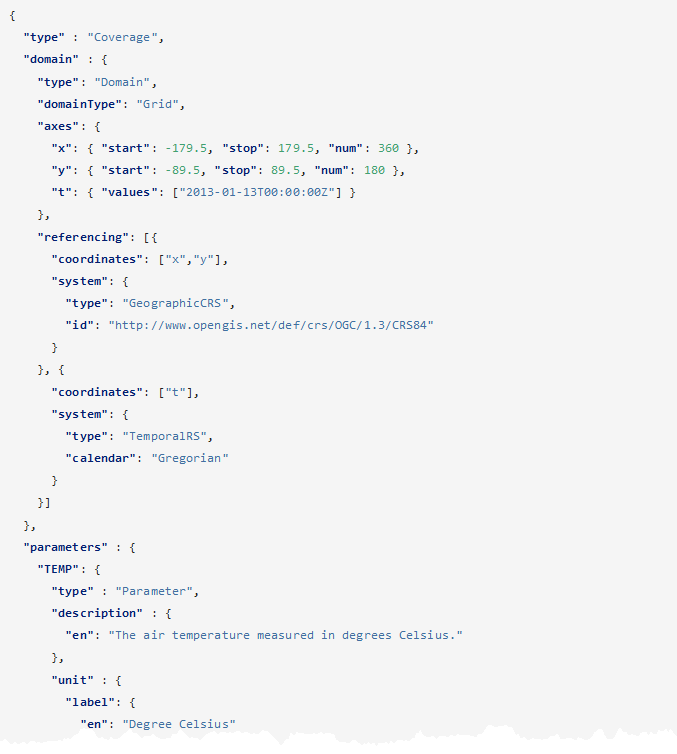 {
  "type" : "Coverage",
  "domain" : {
    "type": "Domain",
    "domainType": "Grid",
    "axes": {
      "x": { "start": -179.5, "stop": 179.5, "num": 360 },
      "y": { "start": -89.5, "stop": 89.5, "num": 180 },
      "t": { "values": ["2013-01-13T00:00:00Z"] }
    },
    "referencing": [{
      "coordinates": ["x","y"],
      "system": {
        "type": "GeographicCRS",
        "id": "http://www.opengis.net/def/crs/OGC/1.3/CRS84"
      }
    }, {
      "coordinates": ["t"],
      "system": {
        "type": "TemporalRS",
        "calendar": "Gregorian"
      }
    }]
  },
  "parameters" : {
    "TEMP": {
      "type" : "Parameter",
      "description" : {
        "en": "The air temperature measured in degrees Celsius."
      },
      "unit" : {
        "label": {
          "en": "Degree Celsius"